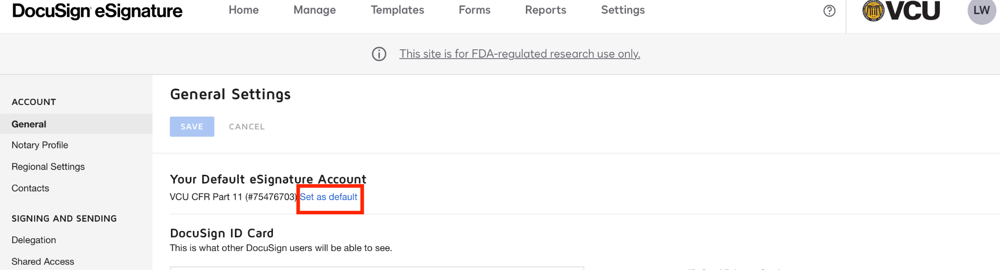 DocuSign eSignature Home Manage Templates Forms Reports Settings VCU LW
This site is for FDA-regulated research use only.
ACCOUNT
General
Notary Profile
Regional Settings
Contacts
SIGNING AND SENDING
Delegation
Shared Access
General Settings
SAVE CANCEL
Your Default eSignature Account
VCU CFR Part 11 (#75476703) Set as default
DocuSign ID Card
This is what other DocuSign users will be able to see.